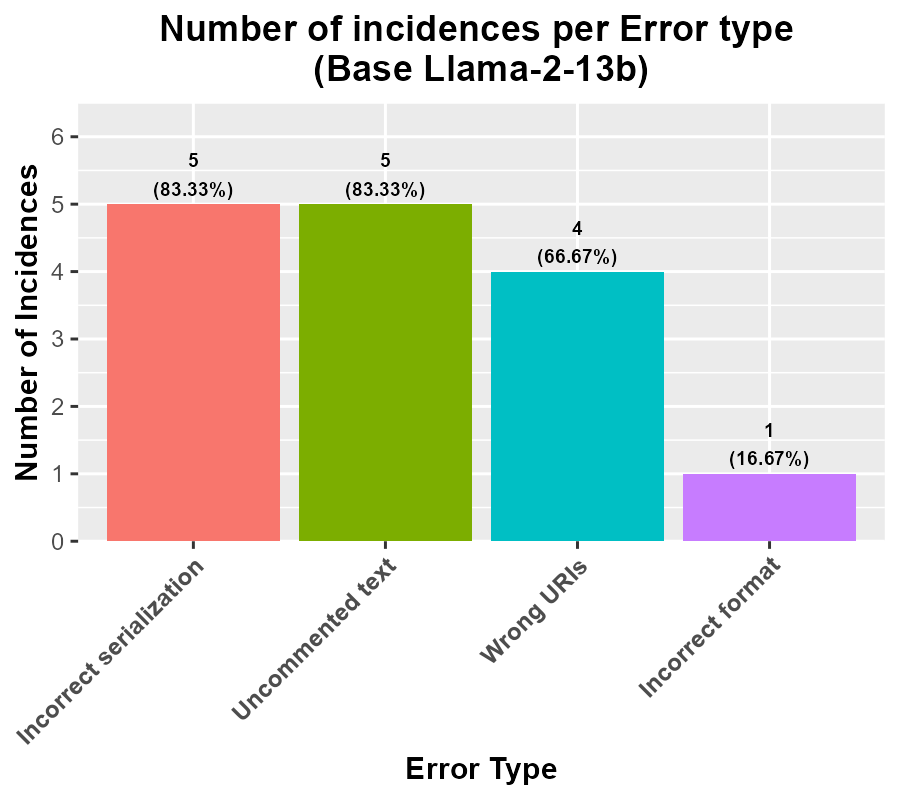 Number of incidences per Error type
(Base Llama-2-13b)
Number of Incidences
6
5
4
3
2
1
0
5
(83.33%)
5
(83.33%)
4
(66.67%)
1
(16.67%)
Incorrect serialization
Uncommented text
Wrong URIs
Incorrect format
Error Type